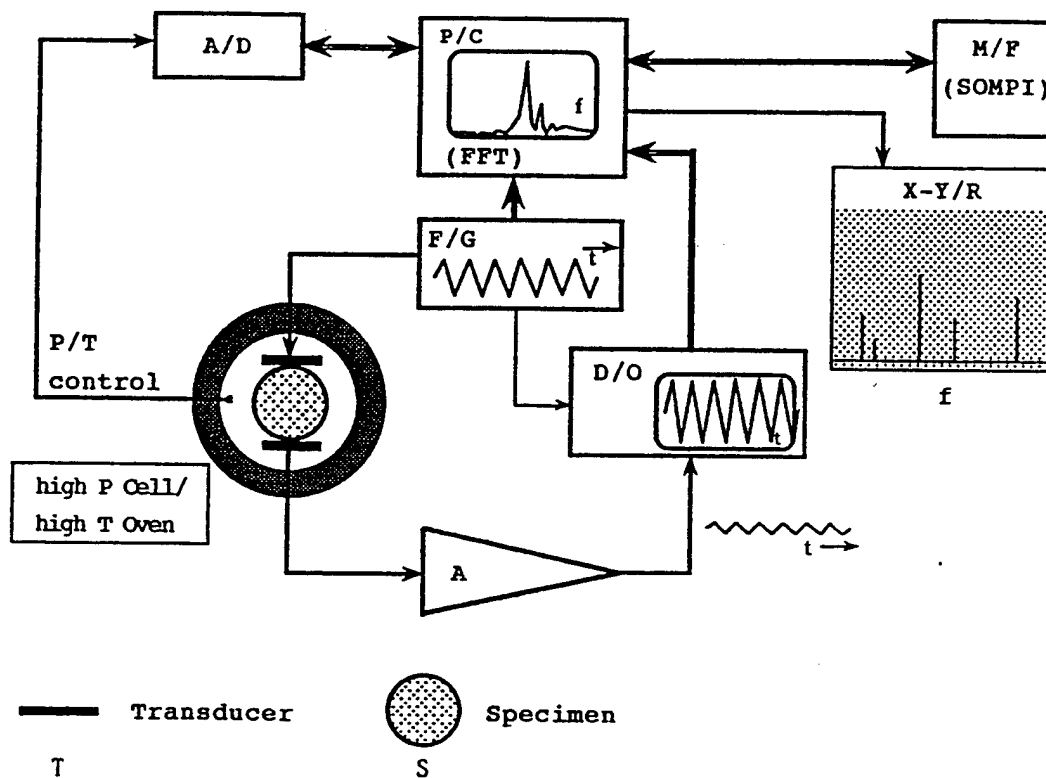 A/D
P/C
f
(FFT)
M/F
(SOMPI)
X-Y/R
f
F/G
t
P/T
control
D/O
t
high P Cell/
high T Oven
A
t
Transducer
Specimen
T
S